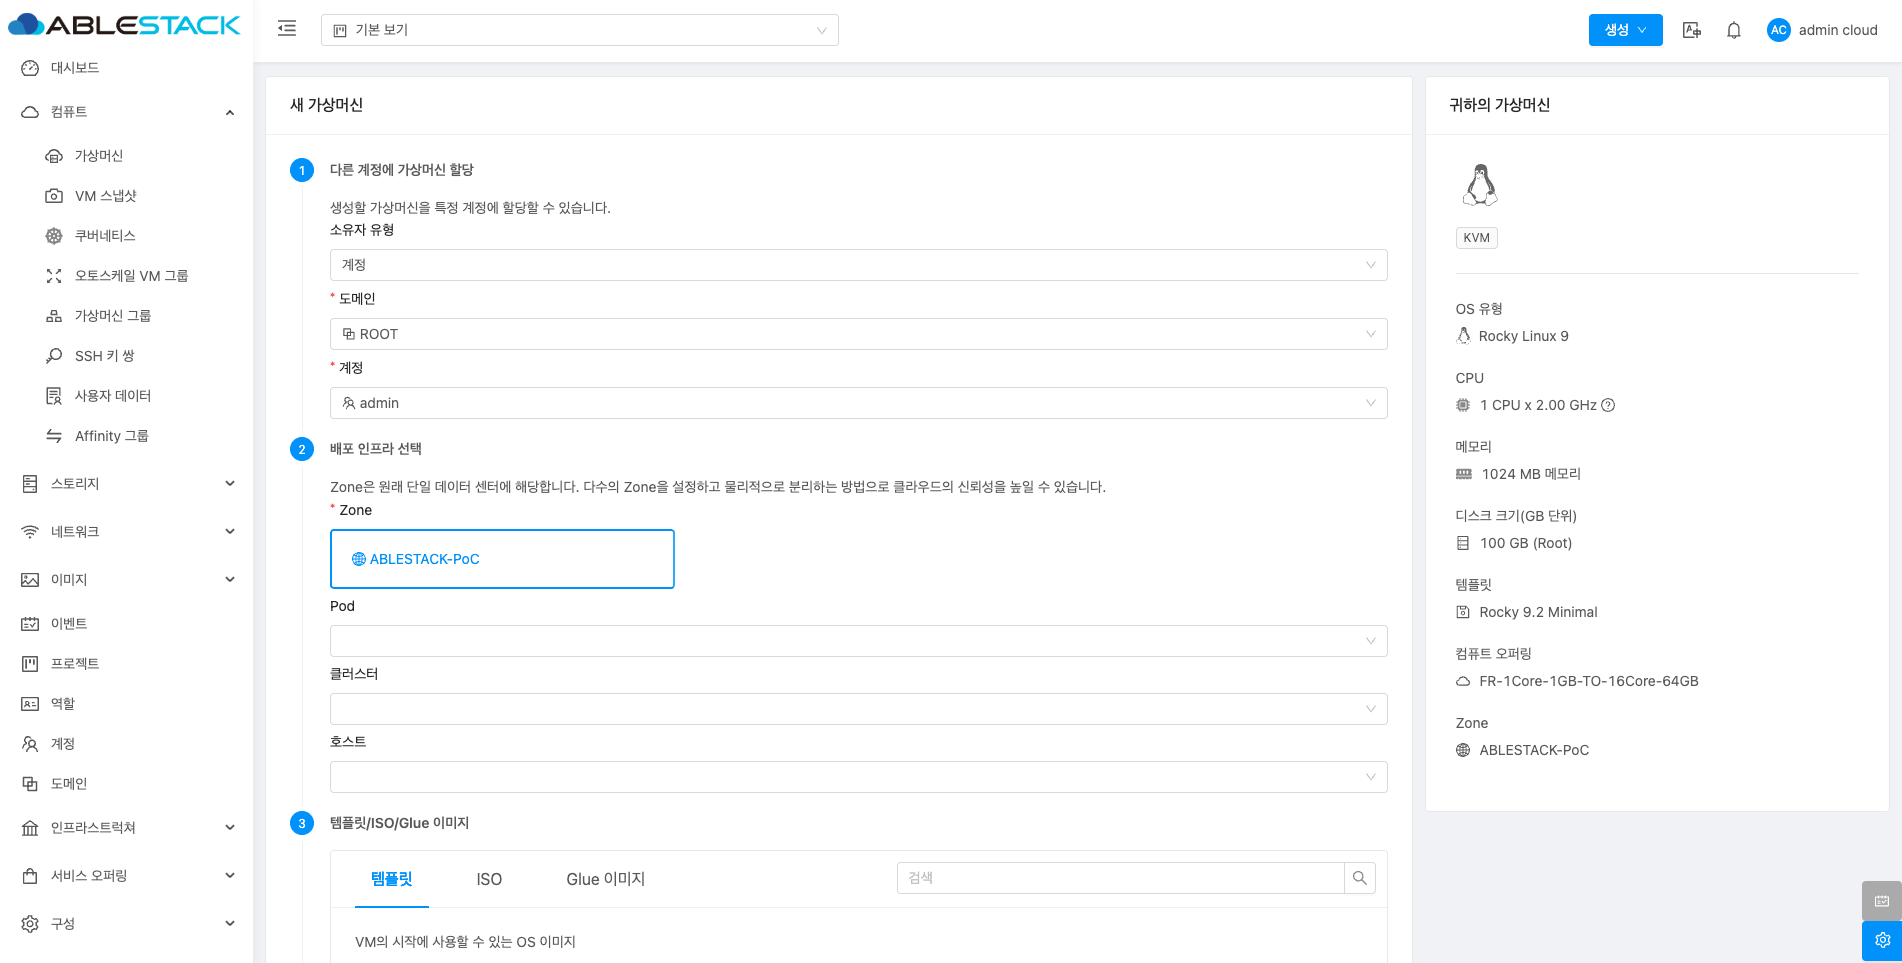 ABLESTACK
기본 보기
생성
AC
admin cloud
대시보드
컴퓨트
가상머신
VM 스냅샷
쿠버네티스
오토스케일 VM 그룹
가상머신 그룹
SSH 키 쌍
사용자 데이터
Affinity 그룹
스토리지
네트워크
이미지
이벤트
프로젝트
역할
계정
도메인
인프라스트럭쳐
서비스 오퍼링
구성
새 가상머신
1 다른 계정에 가상머신 할당
생성할 가상머신을 특정 계정에 할당할 수 있습니다.
소유자 유형
계정
* 도메인
ROOT
* 계정
admin
2 배포 인프라 선택
Zone은 원래 단일 데이터 센터에 해당합니다. 다수의 Zone을 설정하고 물리적으로 분리하는 방법으로 클라우드의 신뢰성을 높일 수 있습니다.
* Zone
ABLESTACK-PoC
Pod
클러스터
호스트
3 템플릿/ISO/Glue 이미지
템플릿 ISO Glue 이미지 검색
VM의 시작에 사용할 수 있는 OS 이미지
귀하의 가상머신
KVM
OS 유형
Rocky Linux 9
CPU
1 CPU x 2.00 GHz
메모리
1024 MB 메모리
디스크 크기(GB 단위)
100 GB (Root)
템플릿
Rocky 9.2 Minimal
컴퓨트 오퍼링
FR-1Core-1GB-TO-16Core-64GB
Zone
ABLESTACK-PoC